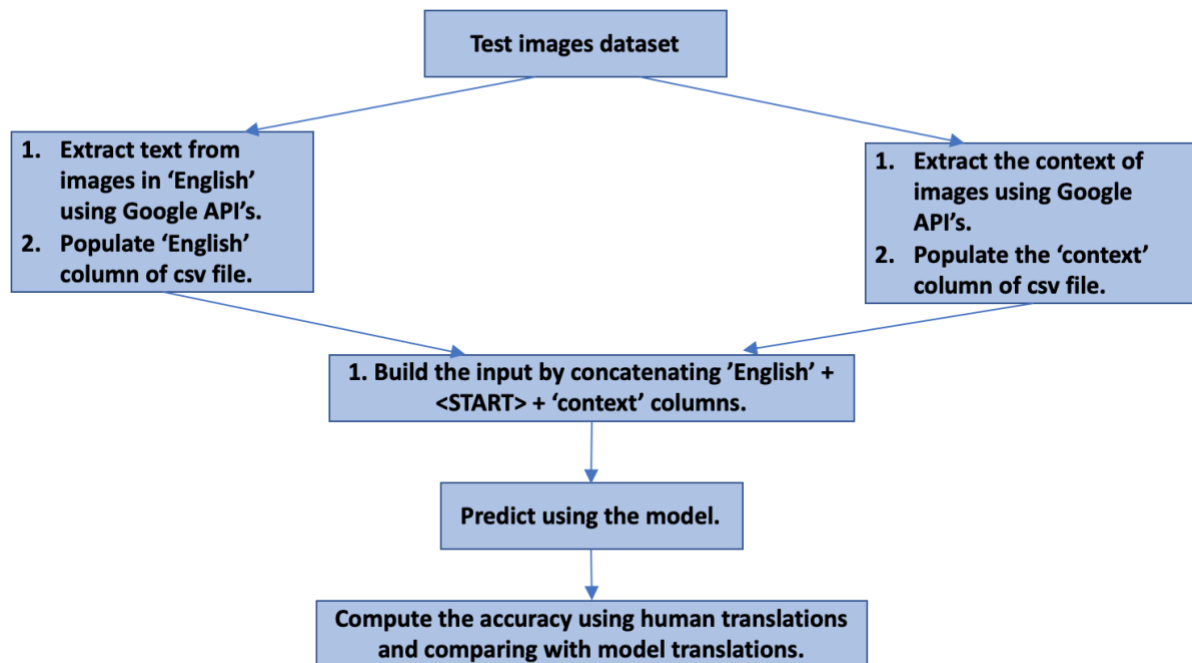 Test images dataset
1. Extract text from
images in ‘English’
using Google API’s.
2. Populate ‘English’
column of csv file.
1. Extract the context of
images using Google
API’s.
2. Populate the ‘context’
column of csv file.
1. Build the input by concatenating ’English’ +
<START> + ‘context’ columns.
Predict using the model.
Compute the accuracy using human translations
and comparing with model translations.